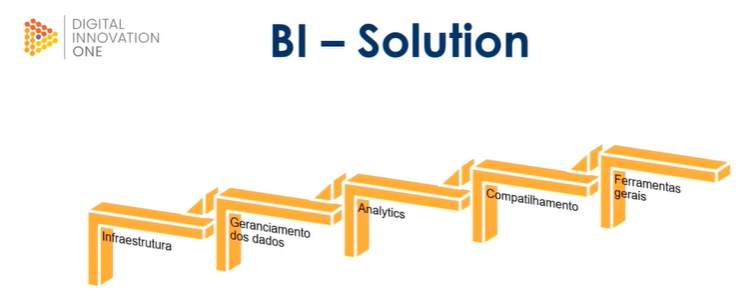 DIGITAL
INNOVATION
ONE
BI – Solution
Infraestrutura
Geranciamento
dos dados
Analytics
Compatilhamento
Ferramentas
gerais